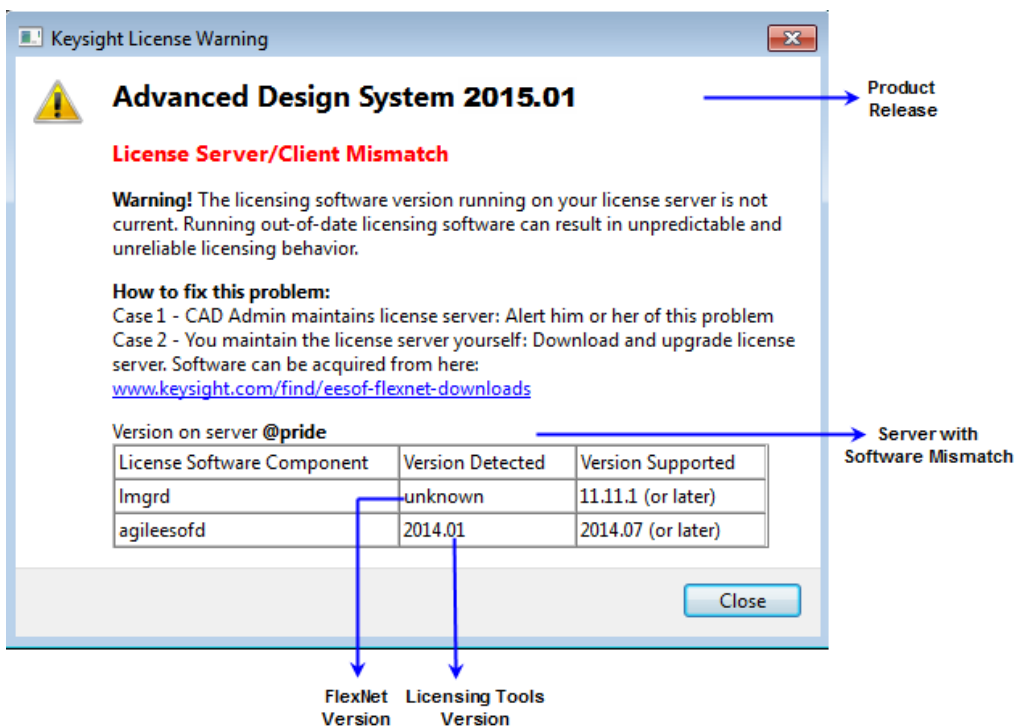 Keysight License Warning
Advanced Design System 2015.01
Product
Release
License Server/Client Mismatch
Warning! The licensing software version running on your license server is not
current. Running out-of-date licensing software can result in unpredictable and
unreliable licensing behavior.
How to fix this problem:
Case 1 - CAD Admin maintains license server: Alert him or her of this problem
Case 2 - You maintain the license server yourself: Download and upgrade license
server. Software can be acquired from here:
www.keysight.com/find/eesof-flexnet-downloads
Version on server @pride
Server with
Software Mismatch
License Software Component Version Detected Version Supported
lmgrd unknown 11.11.1 (or later)
agileesofd 2014.01 2014.07 (or later)
Close
FlexNet
Version
Licensing Tools
Version